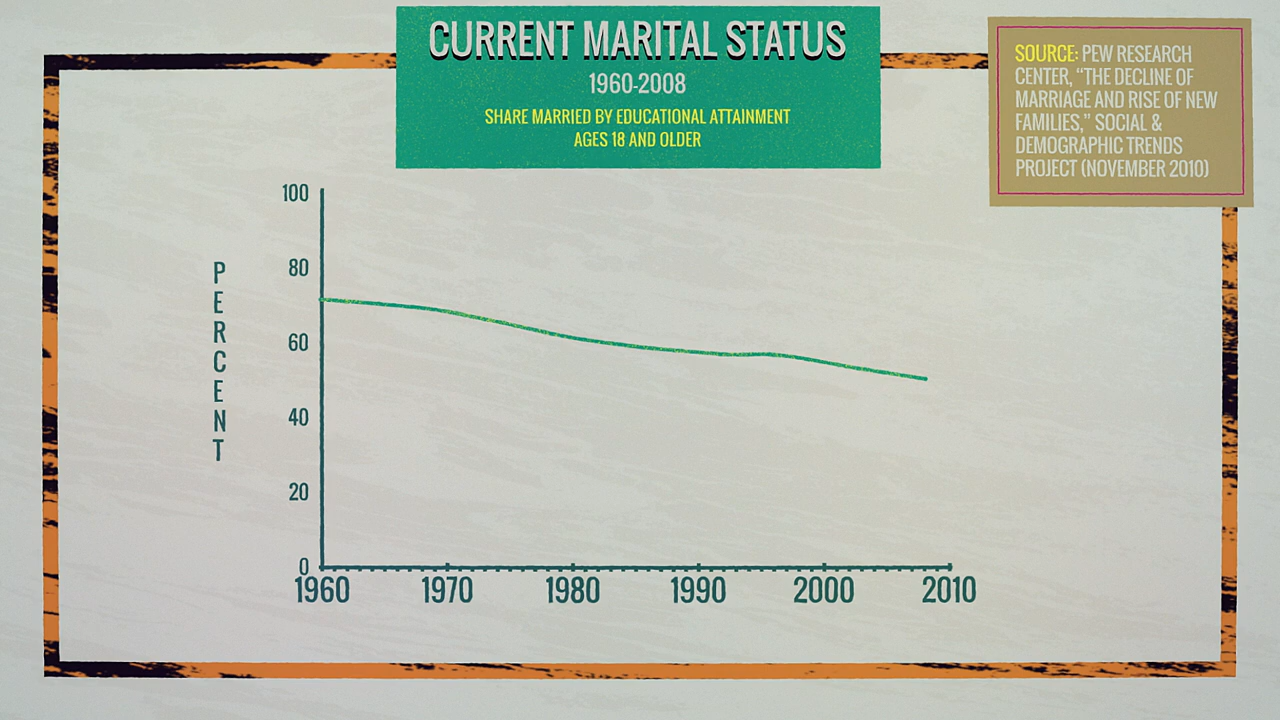 CURRENT MARITAL STATUS
1960-2008
SHARE MARRIED BY EDUCATIONAL ATTAINMENT
AGES 18 AND OLDER
SOURCE: PEW RESEARCH
CENTER, “THE DECLINE OF
MARRIAGE AND RISE OF NEW
FAMILIES,” SOCIAL &
DEMOGRAPHIC TRENDS
PROJECT (NOVEMBER 2010)
PERCENT
100
80
60
40
20
0
1960 1970 1980 1990 2000 2010